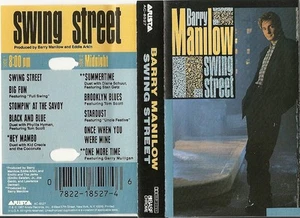 swing street
Produced by Barry Manilow and Eddie Arkin
8:00 pm
SWING STREET
BIG FUN
Featuring "Full Swing"
STOMPIN' AT THE SAVOY
BLACK AND BLUE
Duet with Phyllis Hyman
Featuring Tom Scott
*HEY MAMBO
Duet with Kid Creole
and the Coconuts
Midnight
**SUMMERTIME
Duet with Diane Schuur
Featuring Stan Getz
BROOKLYN BLUES
Featuring Tom Scott
STARDUST
Featuring "Uncle Festive"
ONCE WHEN YOU
WERE MINE
**ONE MORE TIME
Featuring Gerry Mulligan
0 7822-18527-4 6
ARISTA
BARRY MANILOW
SWING STREET
Barry
Manilow
swing
street